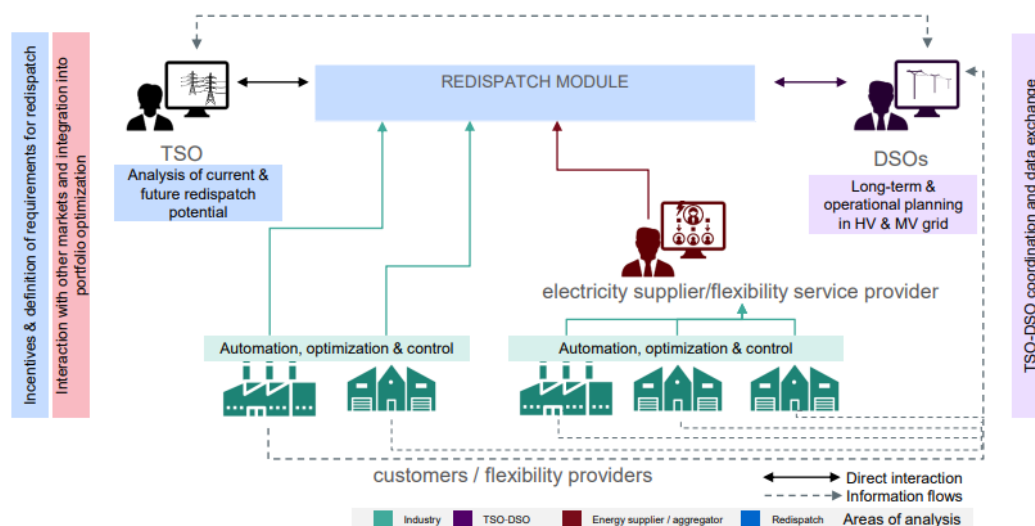 Incentives & definition of requirements for redispatch
Interaction with other markets and integration into
portfolio optimization
REDISPATCH MODULE
TSO
Analysis of current &
future redispatch
potential
DSOs
Long-term &
operational planning
in HV & MV grid
TSO-DSO coordination and data exchange
electricity supplier/flexibility service provider
Automation, optimization & control
Automation, optimization & control
customers / flexibility providers
Direct interaction
Information flows
Industry
TSO-DSO
Energy supplier / aggregator
Redispatch
Areas of analysis